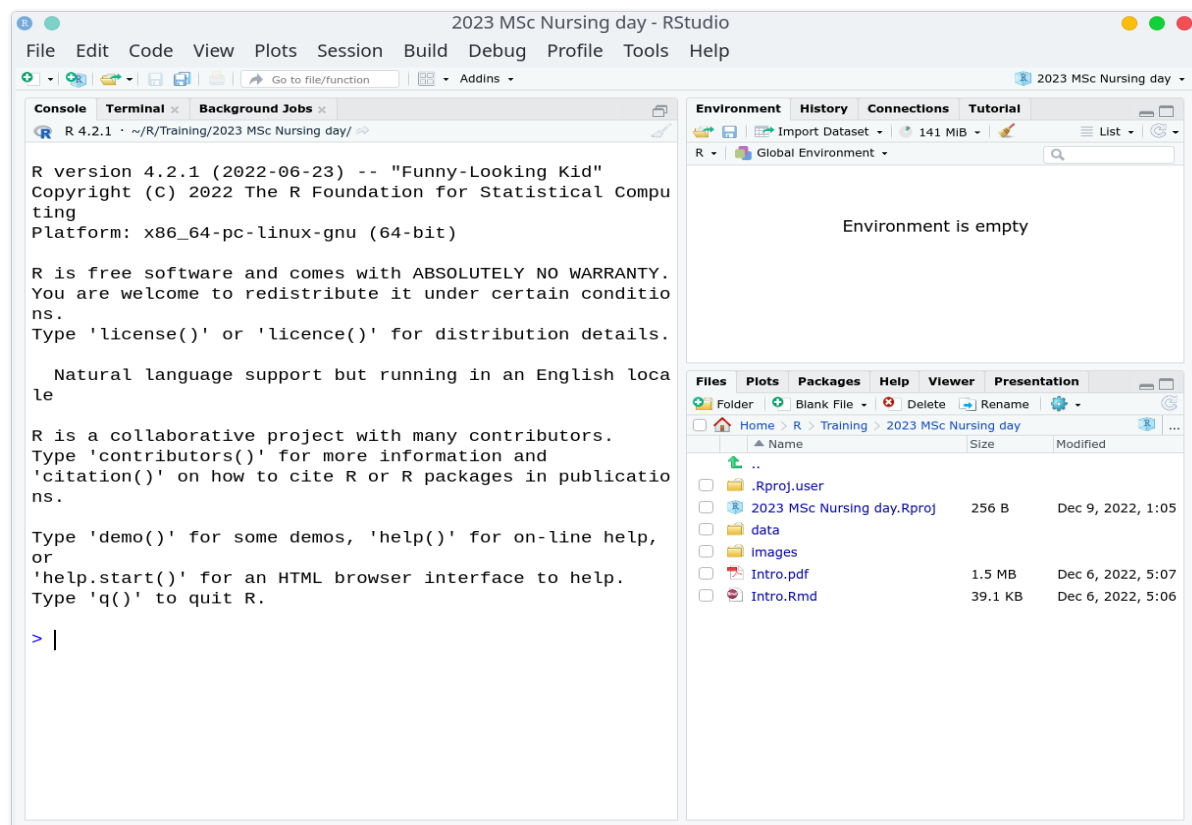 2023 MSc Nursing day - RStudio
File Edit Code View Plots Session Build Debug Profile Tools Help
Go to file/function Addins 2023 MSc Nursing day
Console Terminal Background Jobs
R 4.2.1 · ~/R/Training/2023 MSc Nursing day/
R version 4.2.1 (2022-06-23) -- "Funny-Looking Kid"
Copyright (C) 2022 The R Foundation for Statistical Compu
ting
Platform: x86_64-pc-linux-gnu (64-bit)
R is free software and comes with ABSOLUTELY NO WARRANTY.
You are welcome to redistribute it under certain conditio
ns.
Type 'license()' or 'licence()' for distribution details.
Natural language support but running in an English loca
le
R is a collaborative project with many contributors.
Type 'contributors()' for more information and
'citation()' on how to cite R or R packages in publicatio
ns.
Type 'demo()' for some demos, 'help()' for on-line help,
or
'help.start()' for an HTML browser interface to help.
Type 'q()' to quit R.
>
Environment History Connections Tutorial
Import Dataset 141 MiB List
R Global Environment
Environment is empty
Files Plots Packages Help Viewer Presentation
Folder Blank File Delete Rename
Home > R > Training > 2023 MSc Nursing day ...
Name Size Modified
..
.Rproj.user
2023 MSc Nursing day.Rproj 256 B Dec 9, 2022, 1:05
data
images
Intro.pdf 1.5 MB Dec 6, 2022, 5:07
Intro.Rmd 39.1 KB Dec 6, 2022, 5:06